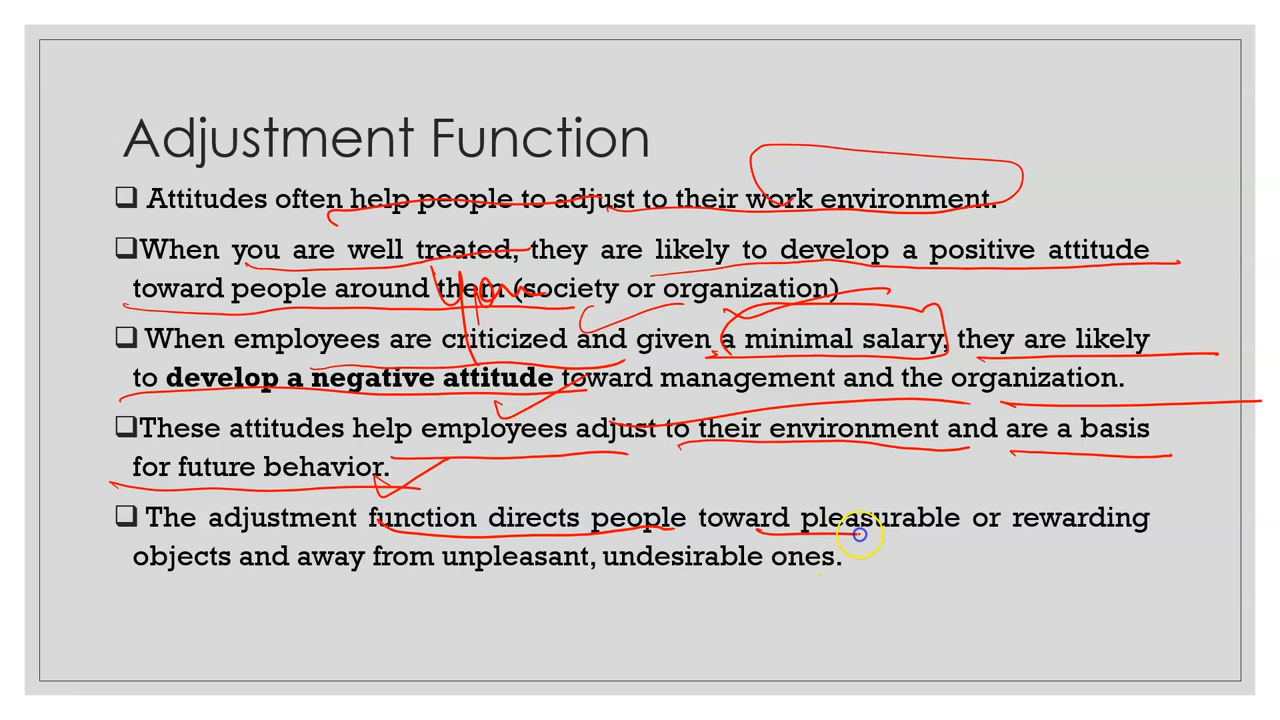 Adjustment Function
❑ Attitudes often help people to adjust to their work environment.
❑When you are well treated, they are likely to develop a positive attitude
toward people around them (society or organization)
you
❑ When employees are criticized and given a minimal salary, they are likely
to develop a negative attitude toward management and the organization.
❑These attitudes help employees adjust to their environment and are a basis
for future behavior.
❑ The adjustment function directs people toward pleasurable or rewarding
objects and away from unpleasant, undesirable ones.